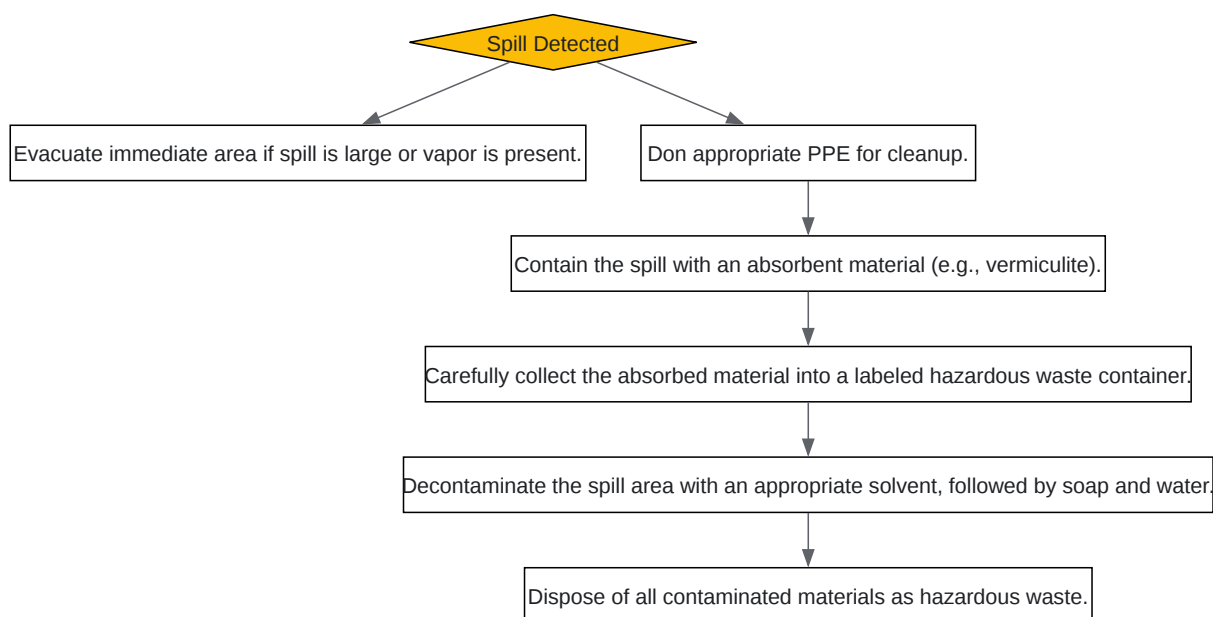 Spill Detected
Evacuate immediate area if spill is large or vapor is present.
Don appropriate PPE for cleanup.
Contain the spill with an absorbent material (e.g., vermiculite).
Carefully collect the absorbed material into a labeled hazardous waste container.
Decontaminate the spill area with an appropriate solvent, followed by soap and water.
Dispose of all contaminated materials as hazardous waste.